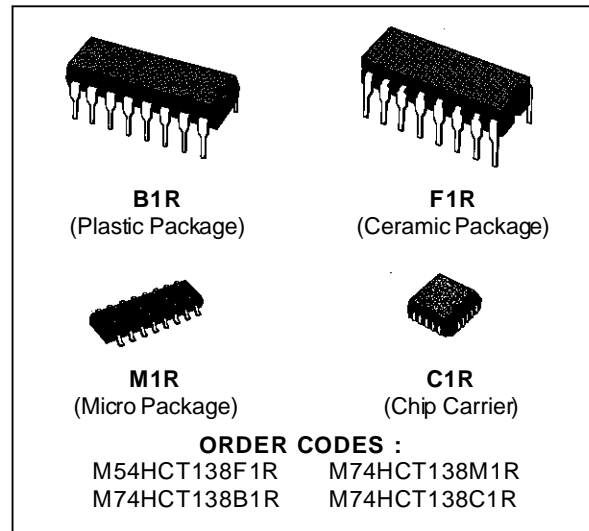 B1R
(Plastic Package)
F1R
(Ceramic Package)
M1R
(Micro Package)
C1R
(Chip Carrier)
ORDER CODES :
M54HCT138F1R M74HCT138M1R
M74HCT138B1R M74HCT138C1R